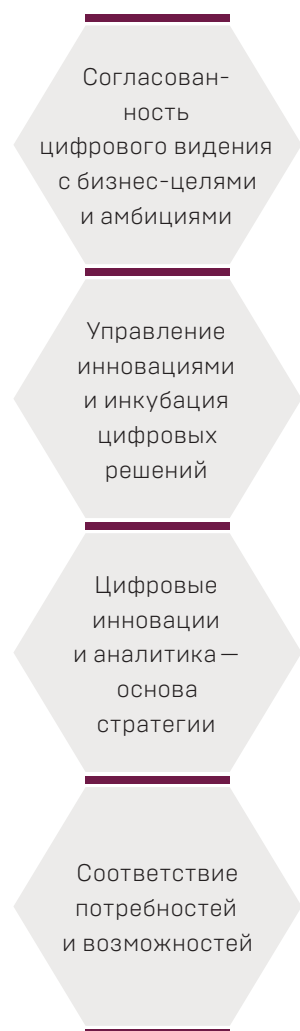 Согласован-
ность
цифрового видения
с бизнес-целями
и амбициями
Управление
инновациями
и инкубация
цифровых
решений
Цифровые
инновации
и аналитика —
основа
стратегии
Соответствие
потребностей
и возможностей